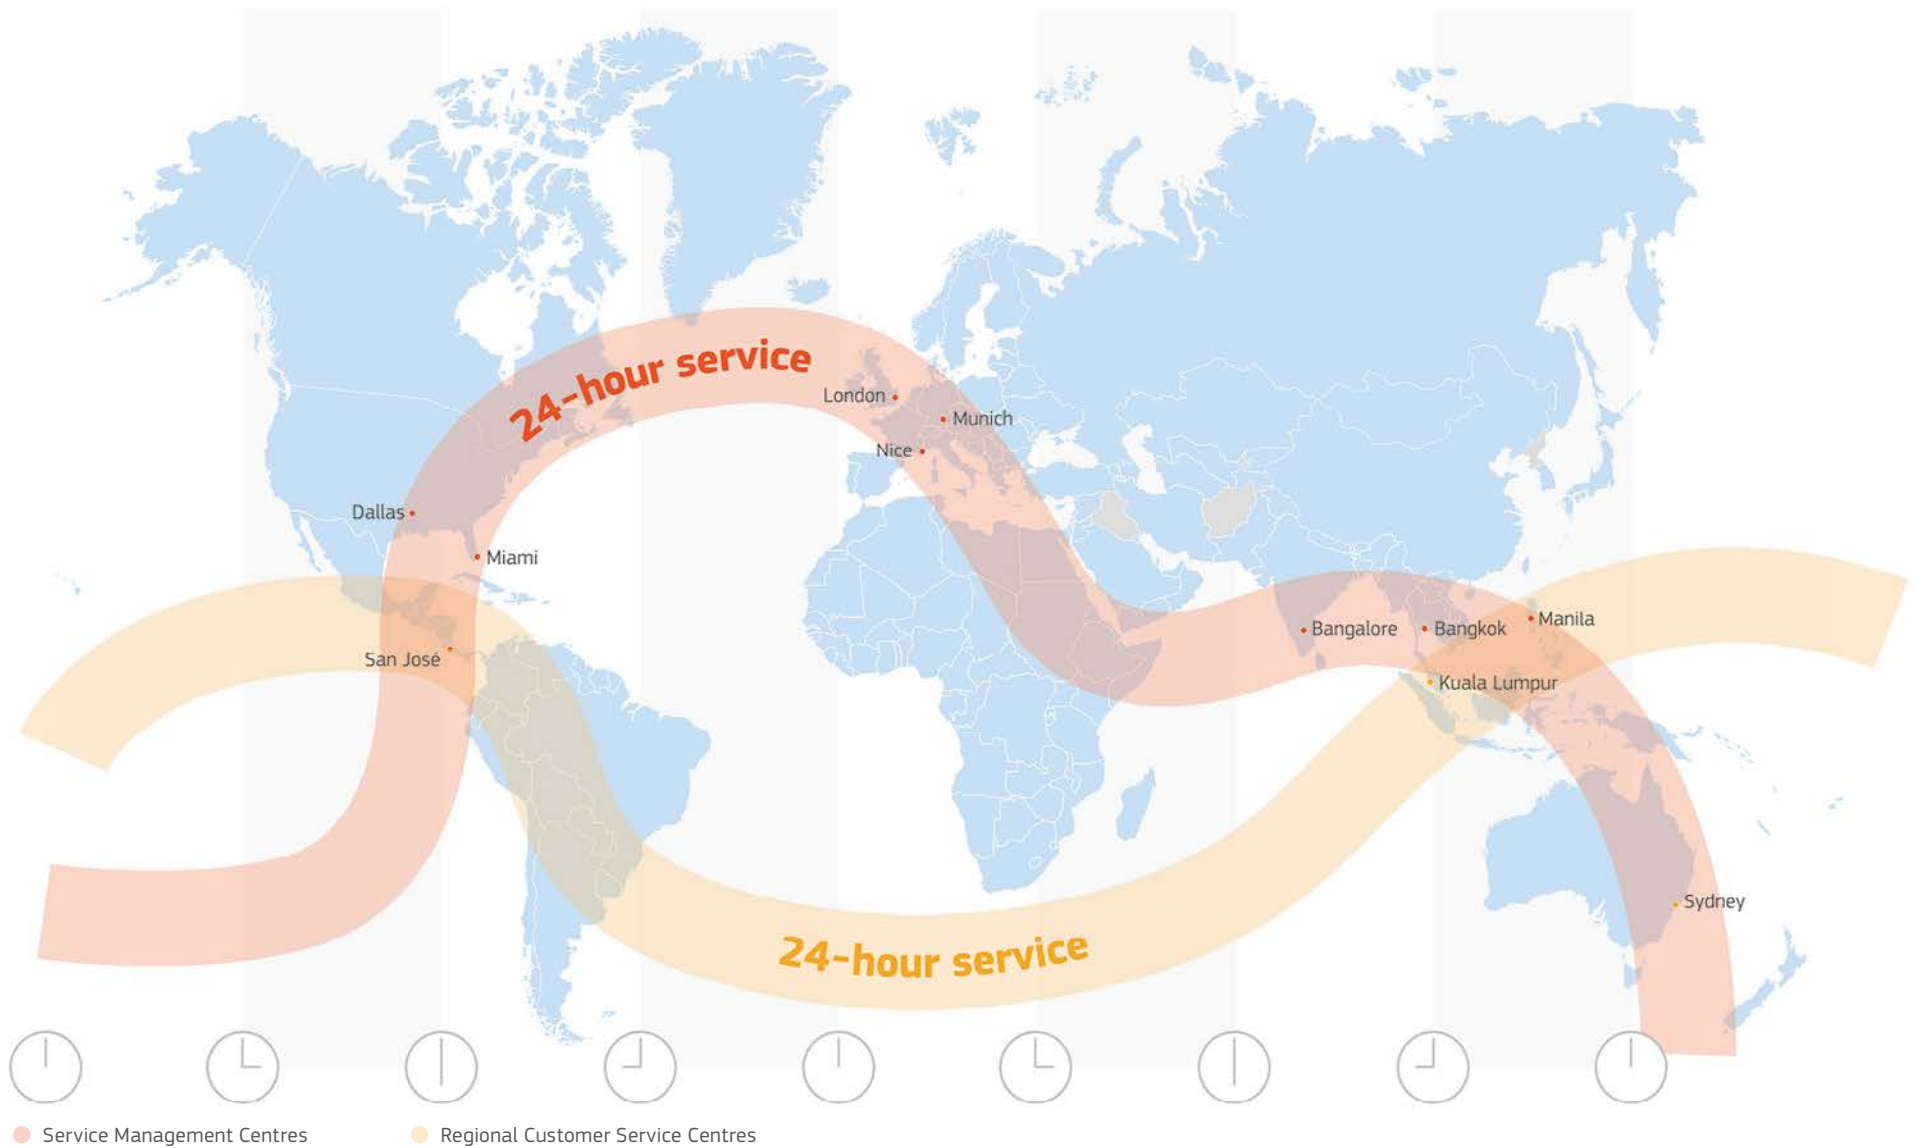 24-hour service
London
Munich
Nice
Dallas
Miami
Manila
Bangalore
Bangkok
San José
Kuala Lumpur
Sydney
24-hour service
Service Management Centres
Regional Customer Service Centres